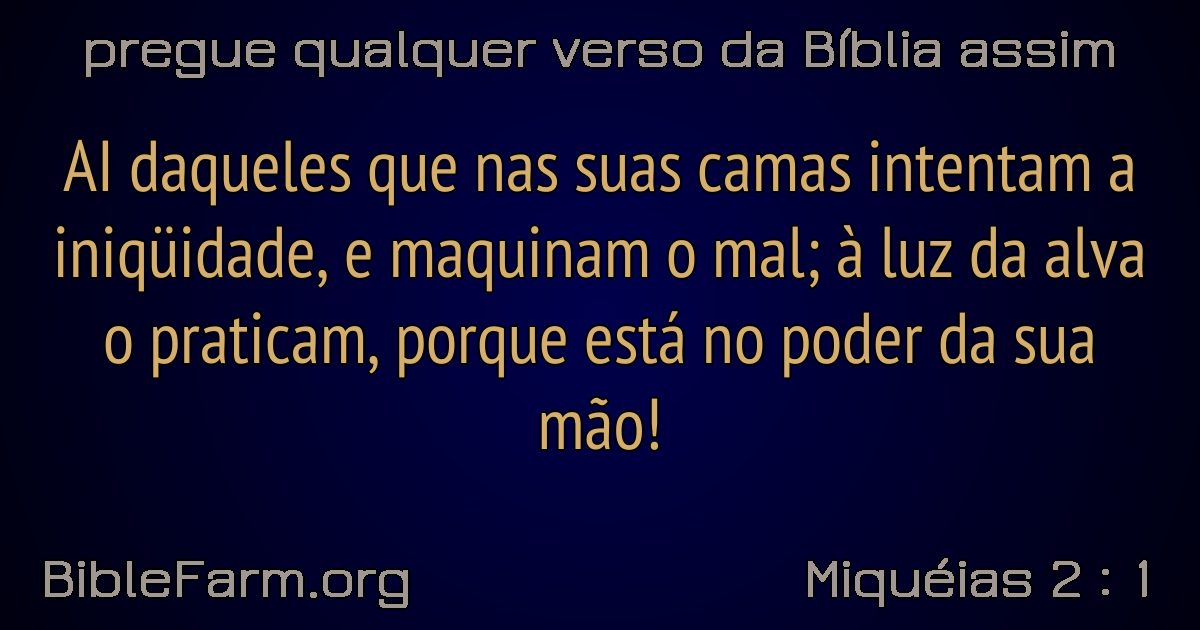 pregue qualquer verso da Bíblia assim
AI daqueles que nas suas camas intentam a
iniqüidade, e maquinam o mal; à luz da alva
o praticam, porque está no poder da sua
mão!
BibleFarm.org
Miquéias 2 : 1